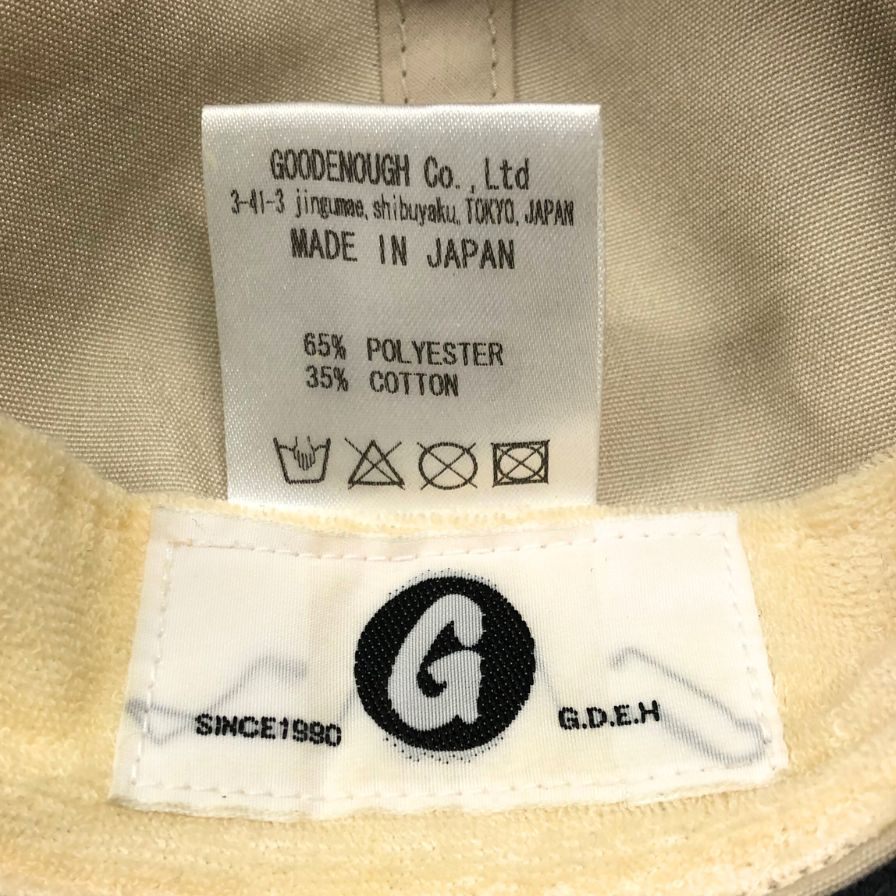 GOODENOUGH Co.,Ltd
3-41-3 jingumae, shibuyaku, TOKYO, JAPAN
MADE IN JAPAN
65% POLYESTER
35% COTTON
G
SINCE1990
G.D.E.H